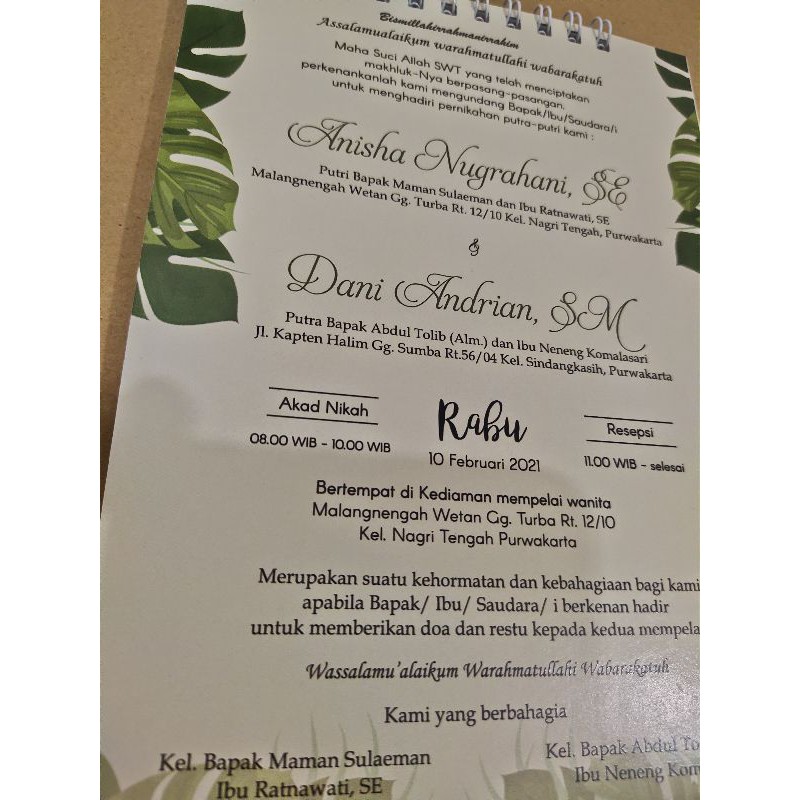 Bismillahirrahmanirrahim
Assalamualaikum warahmatullahi wabarakatuh
Maha Suci Allah SWT yang telah menciptakan
makhluk-Nya berpasang-pasangan.
perkenankanlah kami mengundang Bapak/Ibu/Saudara/i
untuk menghadiri pernikahan putra-putri kami :
Anisha Nugrahani, SE
Putri Bapak Maman Sulaeman dan Ibu Ratnawati, SE
Malangnengah Wetan Gg. Turba Rt. 12/10 Kel. Nagri Tengah, Purwakarta
&
Dani Andrian, SM
Putra Bapak Abdul Tolib (Alm.) dan Ibu Neneng Komalasari
Jl. Kapten Halim Gg. Sumba Rt.56/04 Kel. Sindangkasih, Purwakarta
Akad Nikah
08.00 WIB - 10.00 WIB
Rabu
10 Februari 2021
Resepsi
11.00 WIB - selesai
Bertempat di Kediaman mempelai wanita
Malangnengah Wetan Gg. Turba Rt. 12/10
Kel. Nagri Tengah Purwakarta
Merupakan suatu kehormatan dan kebahagiaan bagi kami
apabila Bapak/ Ibu/ Saudara/ i berkenan hadir
untuk memberikan doa dan restu kepada kedua mempela
Wassalamu'alaikum Warahmatullahi Wabarakatuh
Kami yang berbahagia
Kel. Bapak Maman Sulaeman
Ibu Ratnawati, SE
Kel. Bapak Abdul To
Ibu Neneng Kom